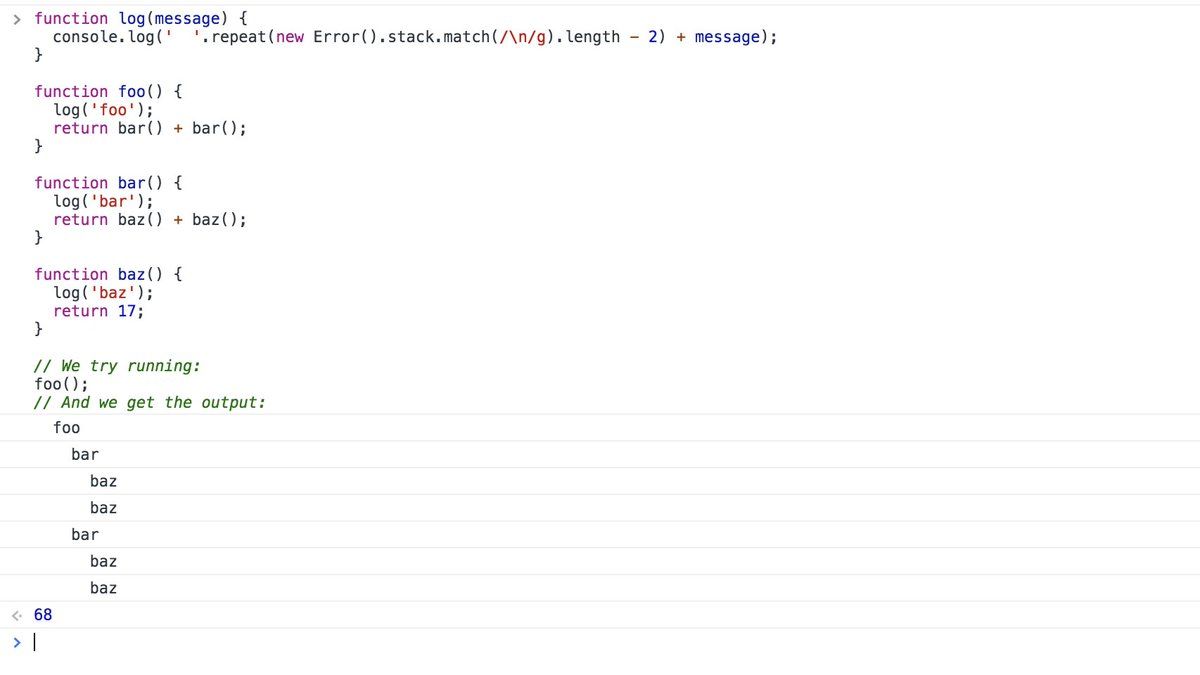 > function log(message) {
  console.log('  '.repeat(new Error().stack.match(/\n/g).length - 2) + message);
}

function foo() {
  log('foo');
  return bar() + bar();
}

function bar() {
  log('bar');
  return baz() + baz();
}

function baz() {
  log('baz');
  return 17;
}

// We try running:
foo();
// And we get the output:
  foo
    bar
      baz
      baz
    bar
      baz
      baz
<· 68
>